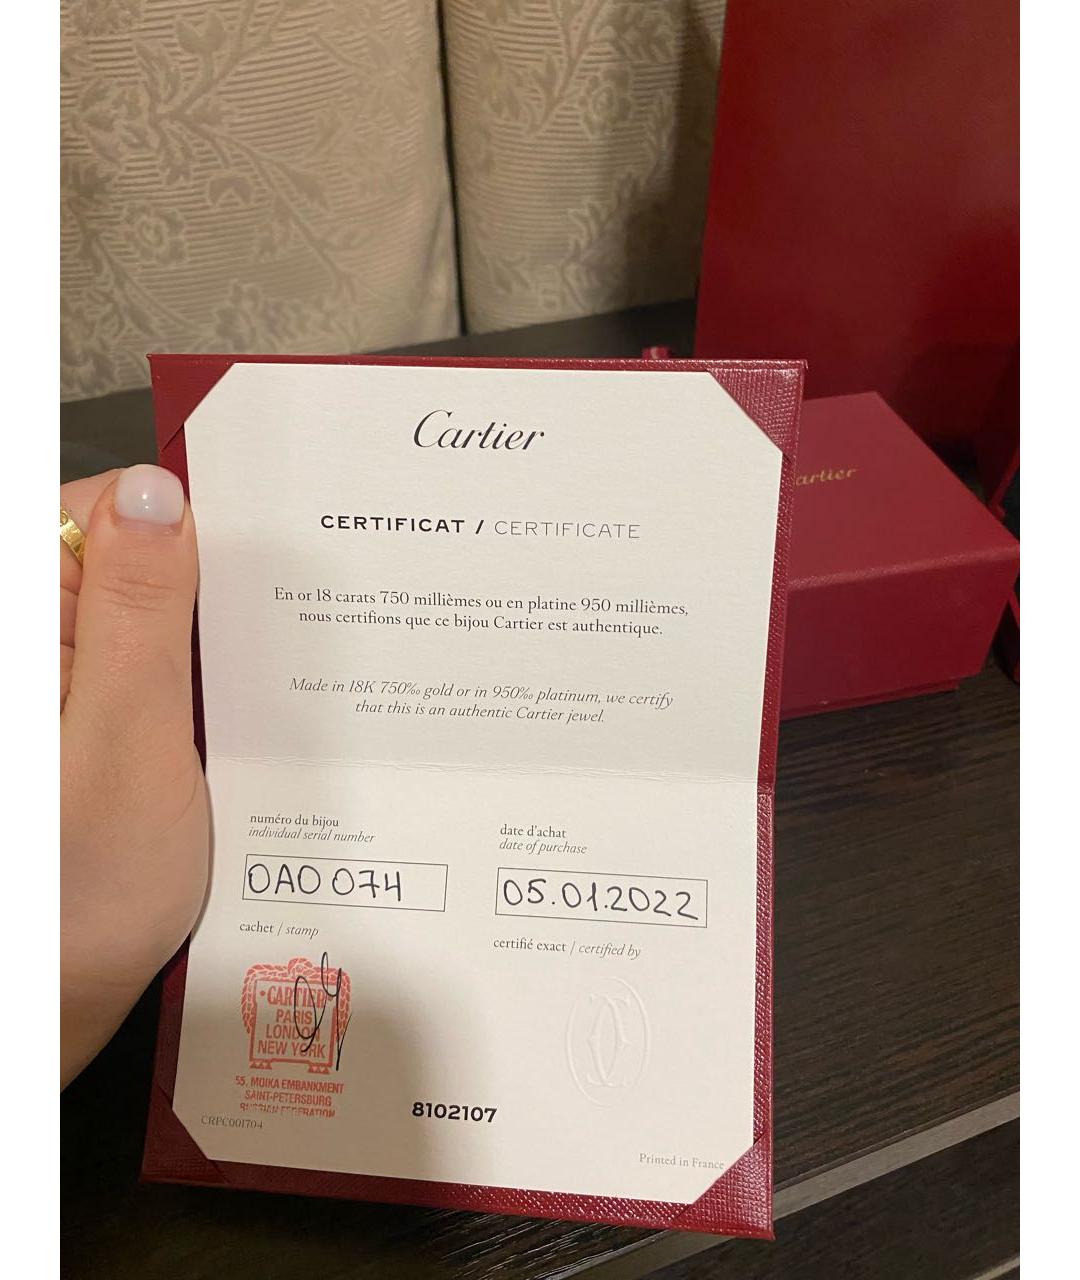 Cartier
CERTIFICAT / CERTIFICATE
En or 18 carats 750 millièmes ou en platine 950 millièmes,
nous certifions que ce bijou Cartier est authentique.
Made in 18K 750‰ gold or in 950‰ platinum, we certify
that this is an authentic Cartier jewel.
numéro du bijou
individual serial number
date d'achat
date of purchase
OAO 074
05.01.2022
cachet / stamp
certifié exact / certified by
CARTIER
PARIS
LONDON
NEW YORK
55, MOIKA EMBANKMENT
SAINT-PETERSBURG
RUSSIAN FEDERATION
8102107
CRPC001704
Printed in France
artier